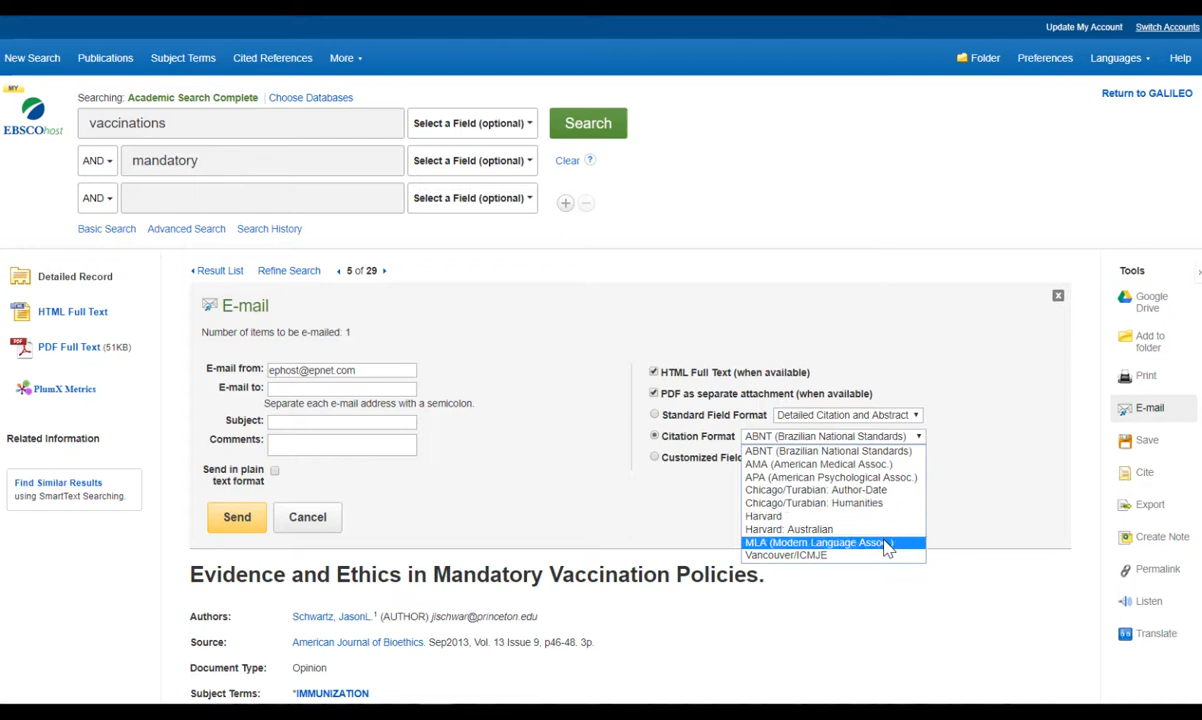 Update My Account Switch Accounts
New Search Publications Subject Terms Cited References More Folder Preferences Languages Help
MY
EBSCOhost
Searching: Academic Search Complete Choose Databases
Return to GALILEO
vaccinations Select a Field (optional) Search
AND mandatory Select a Field (optional) Clear ?
AND Select a Field (optional) + −
Basic Search Advanced Search Search History
Detailed Record
HTML Full Text
PDF Full Text (51KB)
PlumX Metrics
Related Information
Find Similar Results
using SmartText Searching.
Result List Refine Search 5 of 29
E-mail
Number of items to be e-mailed: 1
E-mail from: ephost@epnet.com
E-mail to:
Separate each e-mail address with a semicolon.
Subject:
Comments:
Send in plain
text format
Send Cancel
HTML Full Text (when available)
PDF as separate attachment (when available)
Standard Field Format Detailed Citation and Abstract
Citation Format ABNT (Brazilian National Standards)
Customized Field
ABNT (Brazilian National Standards)
AMA (American Medical Assoc.)
APA (American Psychological Assoc.)
Chicago/Turabian: Author-Date
Chicago/Turabian: Humanities
Harvard
Harvard: Australian
MLA (Modern Language Assoc.)
Vancouver/ICMJE
Evidence and Ethics in Mandatory Vaccination Policies.
Authors: Schwartz, JasonL.1 (AUTHOR) jlschwar@princeton.edu
Source: American Journal of Bioethics. Sep2013, Vol. 13 Issue 9, p46-48. 3p.
Document Type: Opinion
Subject Terms: *IMMUNIZATION
Tools
Google
Drive
Add to
folder
Print
E-mail
Save
Cite
Export
Create Note
Permalink
Listen
Translate